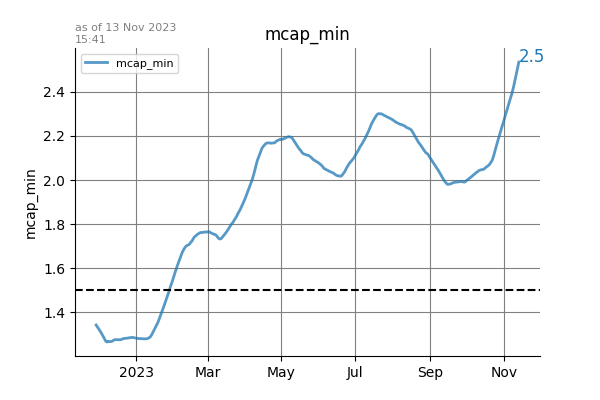 as of 13 Nov 2023
15:41
mcap_min
2.5
mcap_min
2.4
2.2
2.0
1.8
1.6
1.4
mcap_min
2023
Mar
May
Jul
Sep
Nov